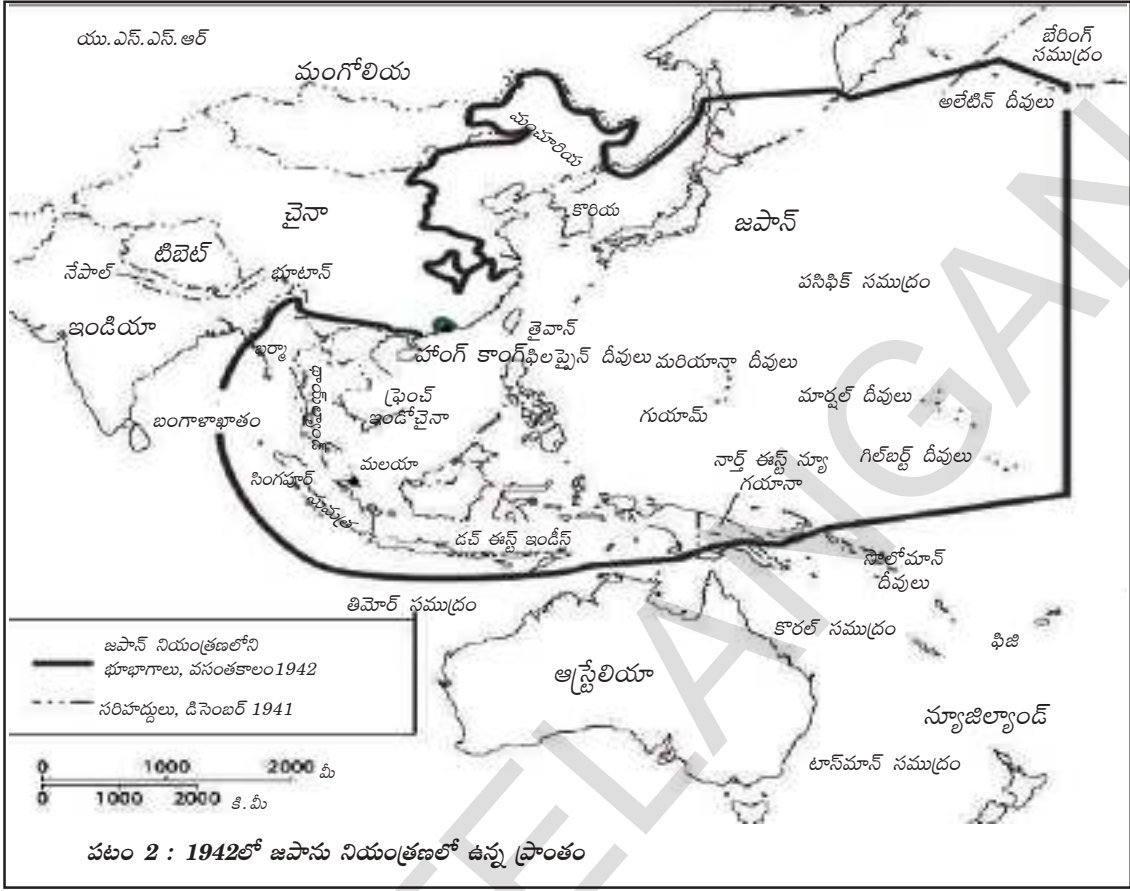 యు.ఎస్.ఎస్.ఆర్
బేరింగ్
సముద్రం
మంగోలియ
అలేటిన్ దీవులు
మంచూరియ
చైనా
కొరియ
జపాన్
టిబెట్
నేపాల్
భూటాన్
పసిఫిక్ సముద్రం
ఇండియా
తైవాన్
బర్మా
హాంగ్ కాంగ్ ఫిలిప్పైన్ దీవులు మరియానా దీవులు
ఫ్రెంచ్
ఇండోచైనా
మార్షల్ దీవులు
బంగాళాఖాతం
గుయామ్
మలయా
నార్త్ ఈస్ట్ న్యూ
గయానా
గిల్‌బర్ట్ దీవులు
సింగపూర్
సుమత్రా
డచ్ ఈస్ట్ ఇండీస్
సొలోమాన్
దీవులు
తిమోర్ సముద్రం
కొరల్ సముద్రం
ఫిజి
జపాన్ నియంత్రణలోని
భూభాగాలు, వసంతకాలం1942
ఆస్ట్రేలియా
సరిహద్దులు, డిసెంబర్ 1941
న్యూజిల్యాండ్
టాస్‌మాన్ సముద్రం
0 1000 2000 మీ
0 1000 2000 కి.మీ
పటం 2 : 1942లో జపాను నియంత్రణలో ఉన్న ప్రాంతం
TELANGAN